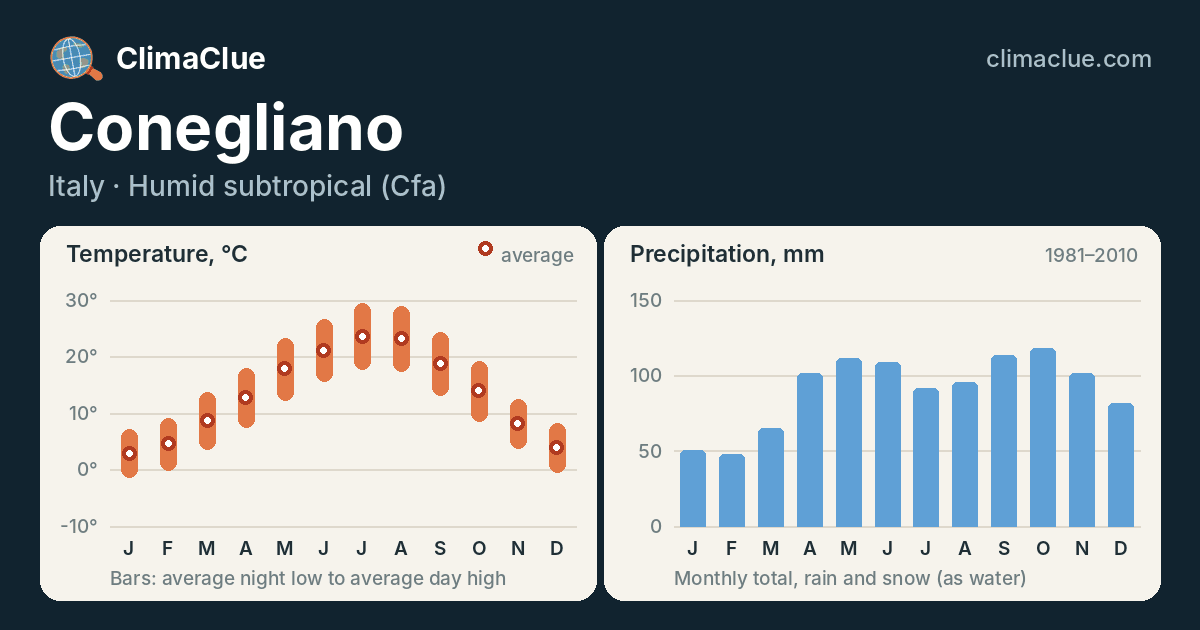 ClimaClue
climaclue.com
Conegliano
Italy · Humid subtropical (Cfa)
Temperature, °C
average
30°
20°
10°
0°
-10°
J F M A M J J A S O N D
Bars: average night low to average day high
Precipitation, mm
1981–2010
150
100
50
0
J F M A M J J A S O N D
Monthly total, rain and snow (as water)